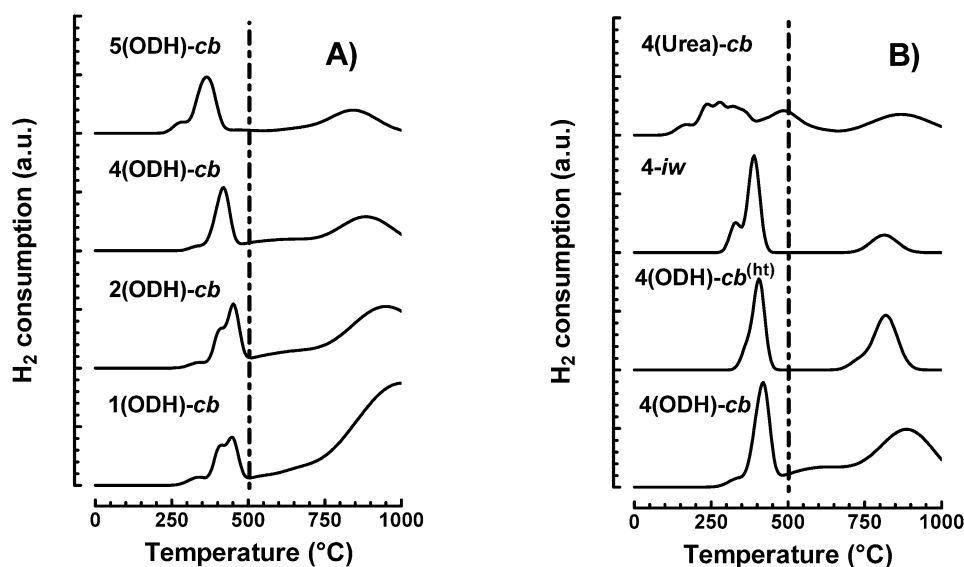 A)
5(ODH)-cb
4(ODH)-cb
2(ODH)-cb
1(ODH)-cb
H2 consumption (a.u.)
0 250 500 750 1000
Temperature (°C)
B)
4(Urea)-cb
4-iw
4(ODH)-cb(ht)
4(ODH)-cb
H2 consumption (a.u.)
0 250 500 750 1000
Temperature (°C)